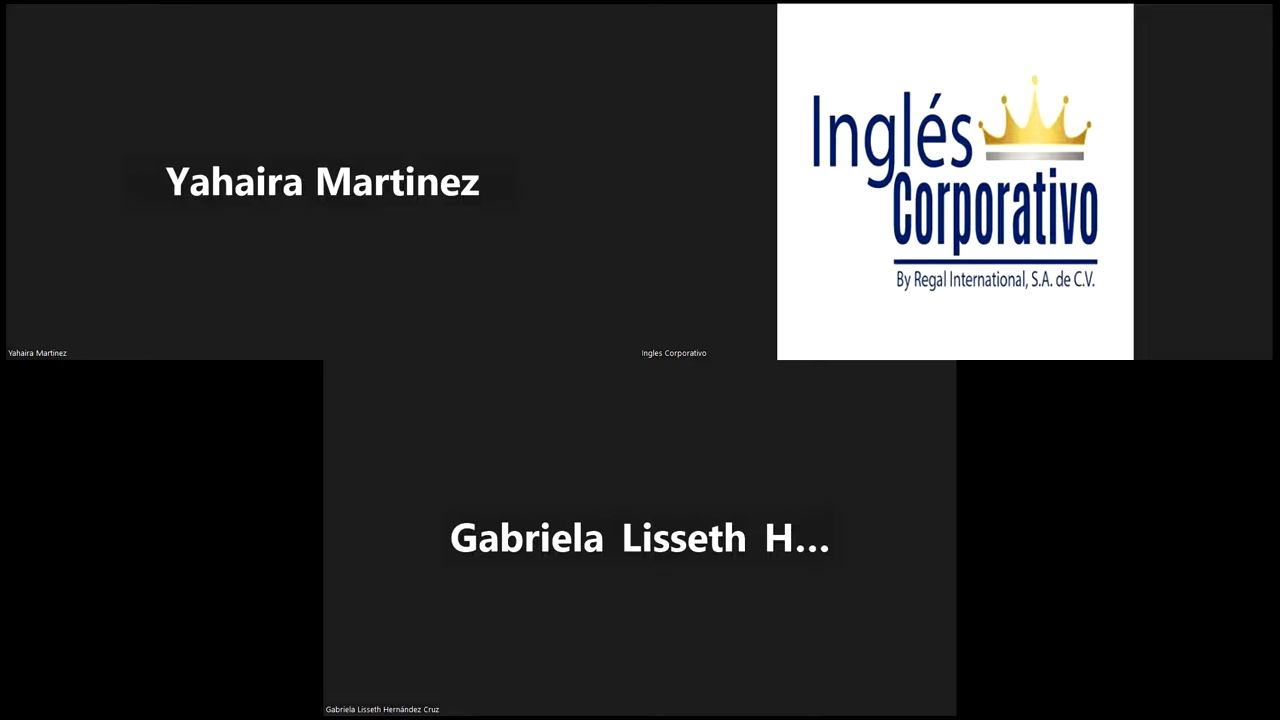 Yahaira Martinez
Yahaira Martinez
Inglés
Corporativo
By Regal International, S.A. de C.V.
Ingles Corporativo
Gabriela Lisseth H...
Gabriela Lisseth Hernández Cruz